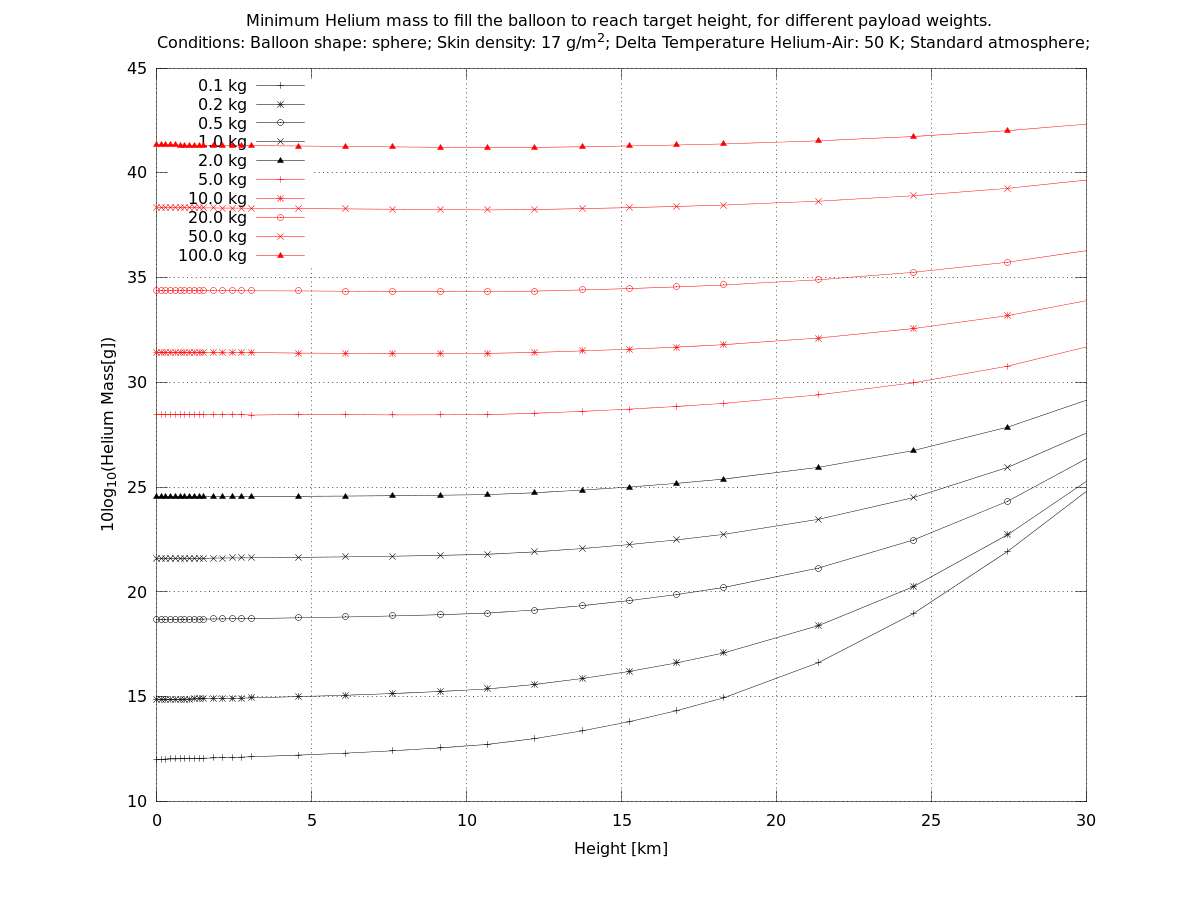 Minimum Helium mass to fill the balloon to reach target height, for different payload weights.
Conditions: Balloon shape: sphere; Skin density: 17 g/m²; Delta Temperature Helium-Air: 50 K; Standard atmosphere;
45
40
35
30
25
20
15
10
10log₁₀(Helium Mass[g])
0.1 kg
0.2 kg
0.5 kg
1.0 kg
2.0 kg
5.0 kg
10.0 kg
20.0 kg
50.0 kg
100.0 kg
0 5 10 15 20 25 30
Height [km]